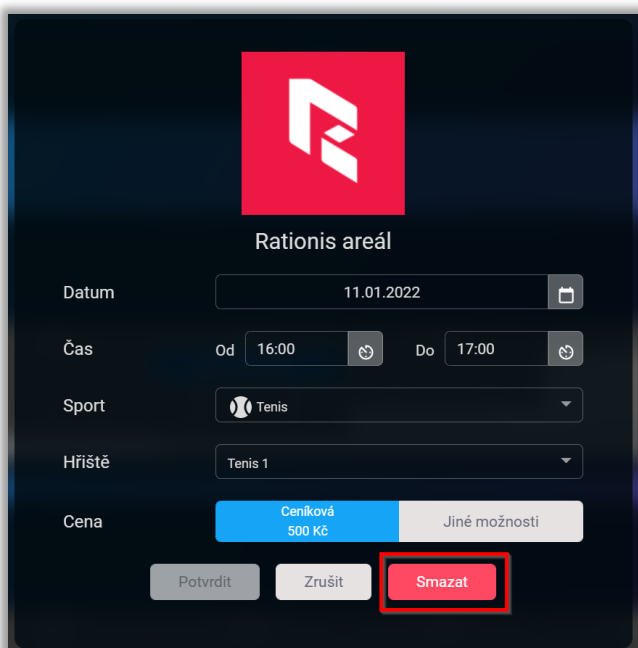 Rationis areál
Datum 11.01.2022
Čas Od 16:00 Do 17:00
Sport Tenis
Hřiště Tenis 1
Cena Ceníková 500 Kč Jiné možnosti
Potvrdit Zrušit Smazat